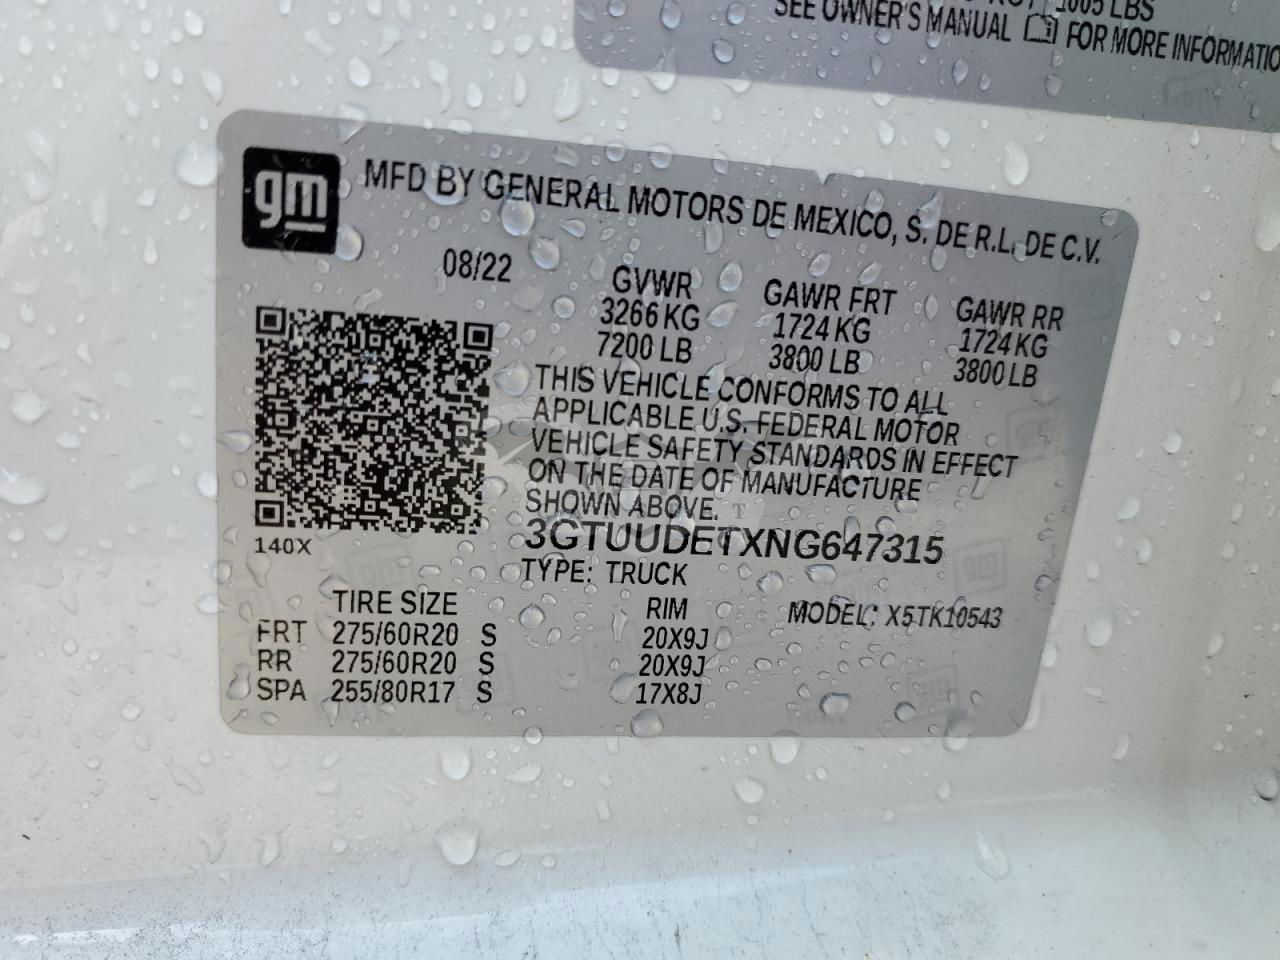 1005 LBS
SEE OWNER'S MANUAL FOR MORE INFORMATIO
gm
MFD BY GENERAL MOTORS DE MEXICO, S. DE R.L. DE C.V.
08/22
GVWR GAWR FRT GAWR RR
3266 KG 1724 KG 1724 KG
7200 LB 3800 LB 3800 LB
THIS VEHICLE CONFORMS TO ALL
APPLICABLE U.S. FEDERAL MOTOR
VEHICLE SAFETY STANDARDS IN EFFECT
ON THE DATE OF MANUFACTURE
SHOWN ABOVE.
3GTUUDETXNG647315
140X
TYPE: TRUCK
TIRE SIZE RIM MODEL: X5TK10543
FRT 275/60R20 S 20X9J
RR 275/60R20 S 20X9J
SPA 255/80R17 S 17X8J